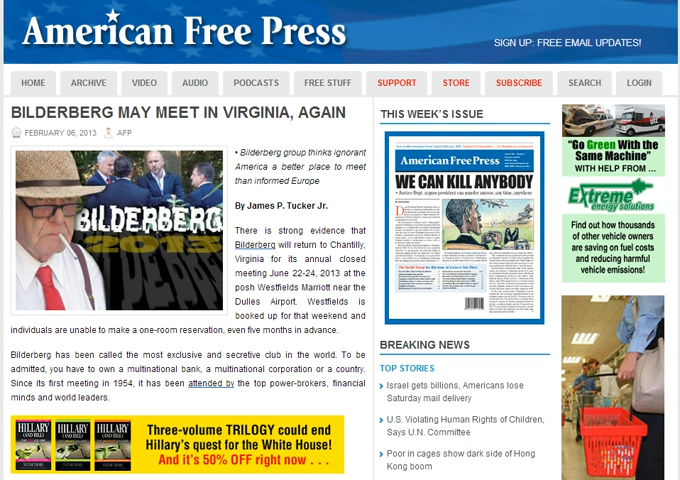 American Free Press
SIGN UP: FREE EMAIL UPDATES!
HOME
ARCHIVE
VIDEO
AUDIO
PODCASTS
FREE STUFF
SUPPORT
STORE
SUBSCRIBE
SEARCH
LOGIN
BILDERBERG MAY MEET IN VIRGINIA, AGAIN
FEBRUARY 06, 2013
AFP
BILDERBERG
• Bilderberg group thinks ignorant
America a better place to meet
than informed Europe
By James P. Tucker Jr.
There is strong evidence that
Bilderberg will return to Chantilly,
Virginia for its annual closed
meeting June 22-24, 2013 at the
posh Westfields Marriott near the
Dulles Airport. Westfields is
booked up for that weekend and
individuals are unable to make a one-room reservation, even five months in advance.
Bilderberg has been called the most exclusive and secretive club in the world. To be
admitted, you have to own a multinational bank, a multinational corporation or a country.
Since its first meeting in 1954, it has been attended by the top power-brokers, financial
minds and world leaders.
HILLARY
(AND BILL)
HILLARY
(AND BILL)
HILLARY
(AND BILL)
Three-volume TRILOGY could end
Hillary's quest for the White House!
And it's 50% OFF right now . . .
THIS WEEK'S ISSUE
American Free Press
WE CAN KILL ANYBODY
BREAKING NEWS
TOP STORIES
Israel gets billions, Americans lose
Saturday mail delivery
U.S. Violating Human Rights of Children,
Says U.N. Committee
Poor in cages show dark side of Hong
Kong boom
"Go Green With the
Same Machine"
WITH HELP FROM ...
Extreme
energy solutions
Find out how thousands
of other vehicle owners
are saving on fuel costs
and reducing harmful
vehicle emissions!